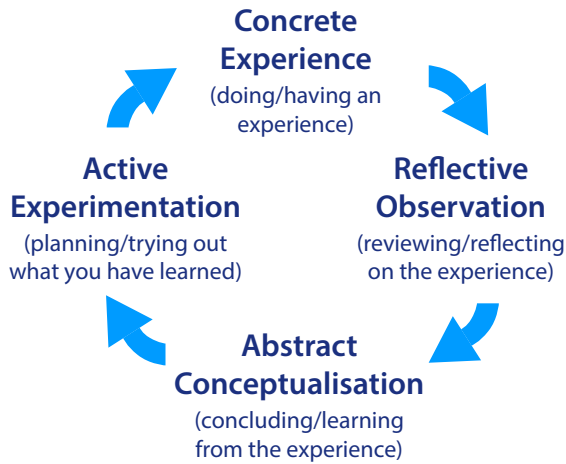 Concrete
Experience
(doing/having an
experience)
Reflective
Observation
(reviewing/reflecting
on the experience)
Abstract
Conceptualisation
(concluding/learning
from the experience)
Active
Experimentation
(planning/trying out
what you have learned)